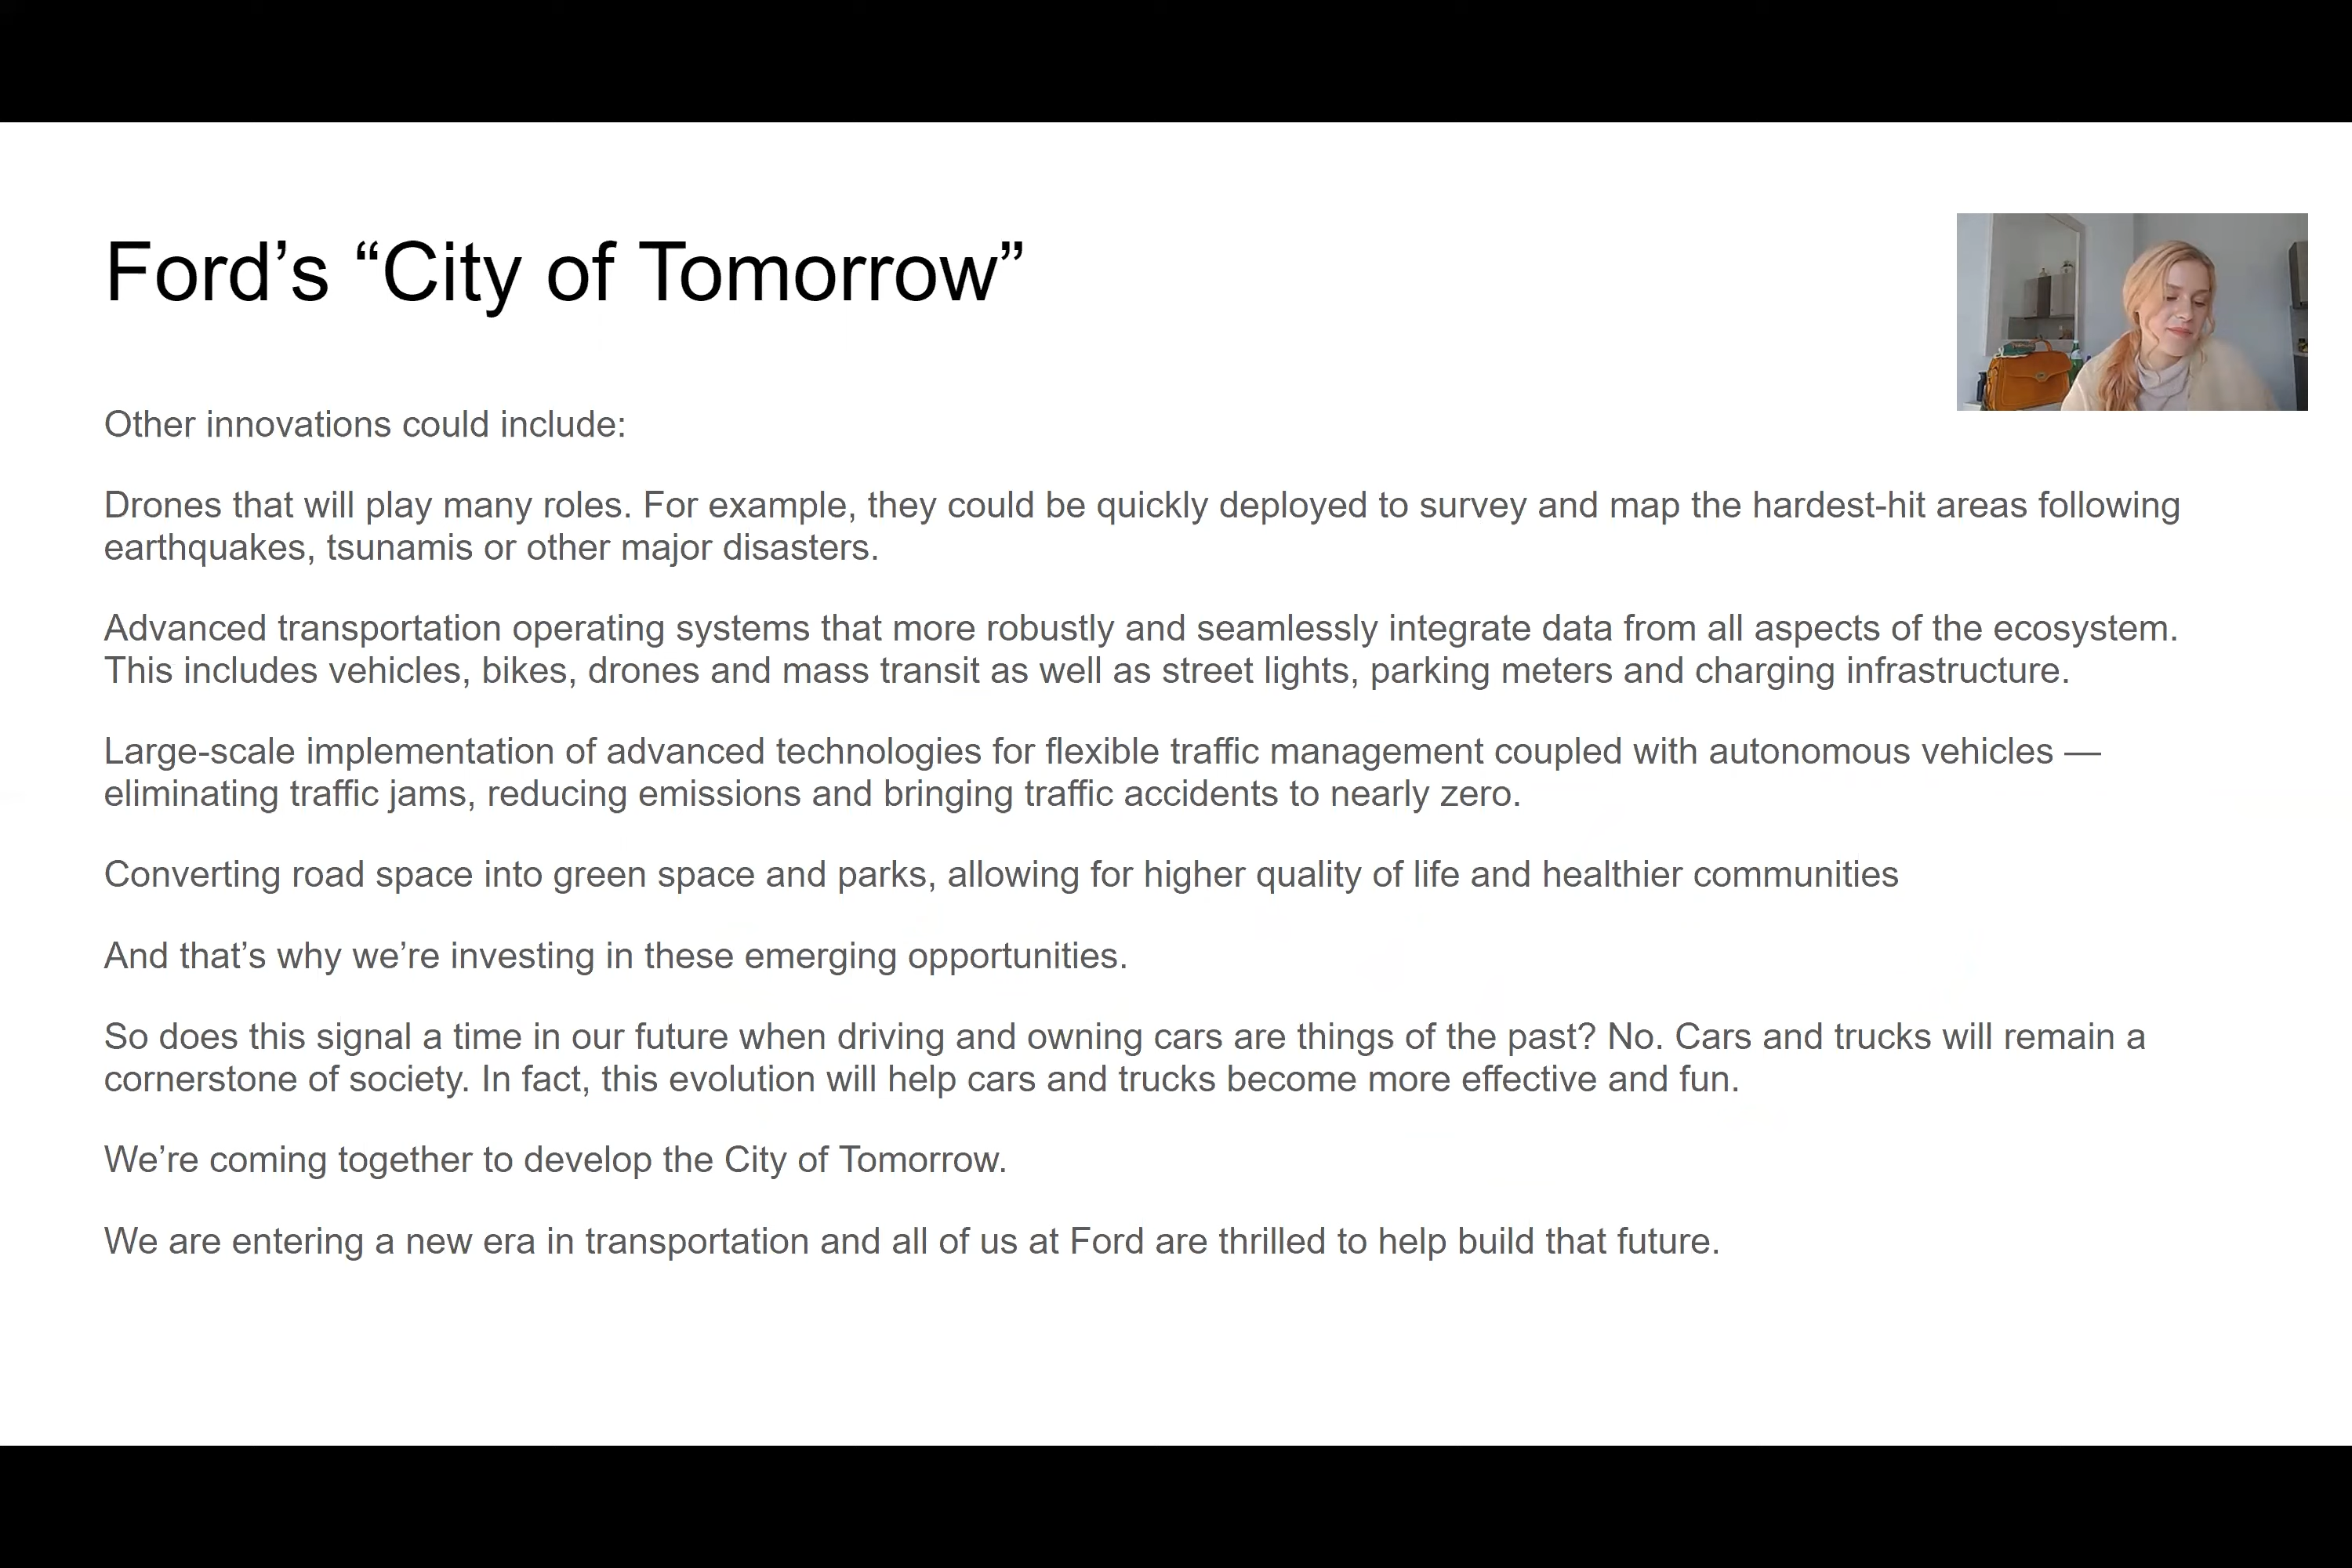 Ford’s “City of Tomorrow”
Other innovations could include:
Drones that will play many roles. For example, they could be quickly deployed to survey and map the hardest-hit areas following
earthquakes, tsunamis or other major disasters.
Advanced transportation operating systems that more robustly and seamlessly integrate data from all aspects of the ecosystem.
This includes vehicles, bikes, drones and mass transit as well as street lights, parking meters and charging infrastructure.
Large-scale implementation of advanced technologies for flexible traffic management coupled with autonomous vehicles —
eliminating traffic jams, reducing emissions and bringing traffic accidents to nearly zero.
Converting road space into green space and parks, allowing for higher quality of life and healthier communities
And that’s why we’re investing in these emerging opportunities.
So does this signal a time in our future when driving and owning cars are things of the past? No. Cars and trucks will remain a
cornerstone of society. In fact, this evolution will help cars and trucks become more effective and fun.
We’re coming together to develop the City of Tomorrow.
We are entering a new era in transportation and all of us at Ford are thrilled to help build that future.